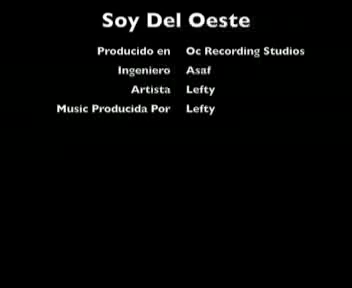 Soy Del Oeste
Producido en Oc Recording Studios
Ingeniero Asaf
Artista Lefty
Music Producida Por Lefty